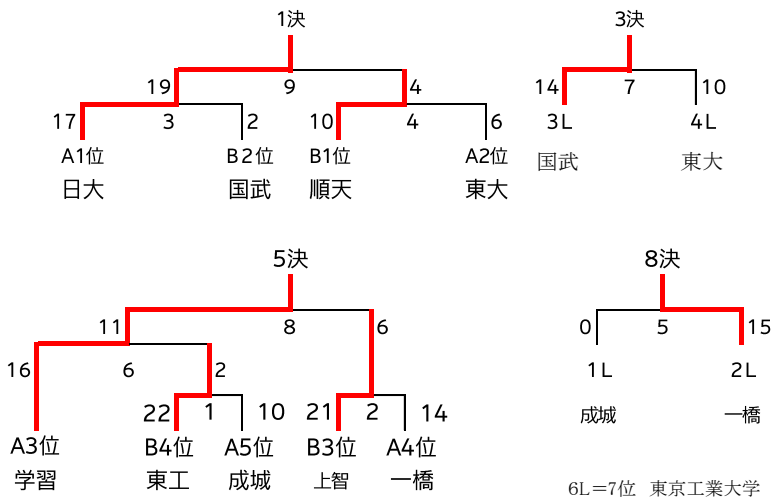 1決 3決
19 9 4 14 7 10
17 3 2 10 4 6 3L 4L
A1位 B2位 B1位 A2位 国武 東大
日大 国武 順天 東大
5決 8決
11 8 6 0 5 15
16 6 2 1L 2L
22 1 10 21 2 14 成城 一橋
A3位 B4位 A5位 B3位 A4位
学習 東工 成城 上智 一橋
6L=7位 東京工業大学